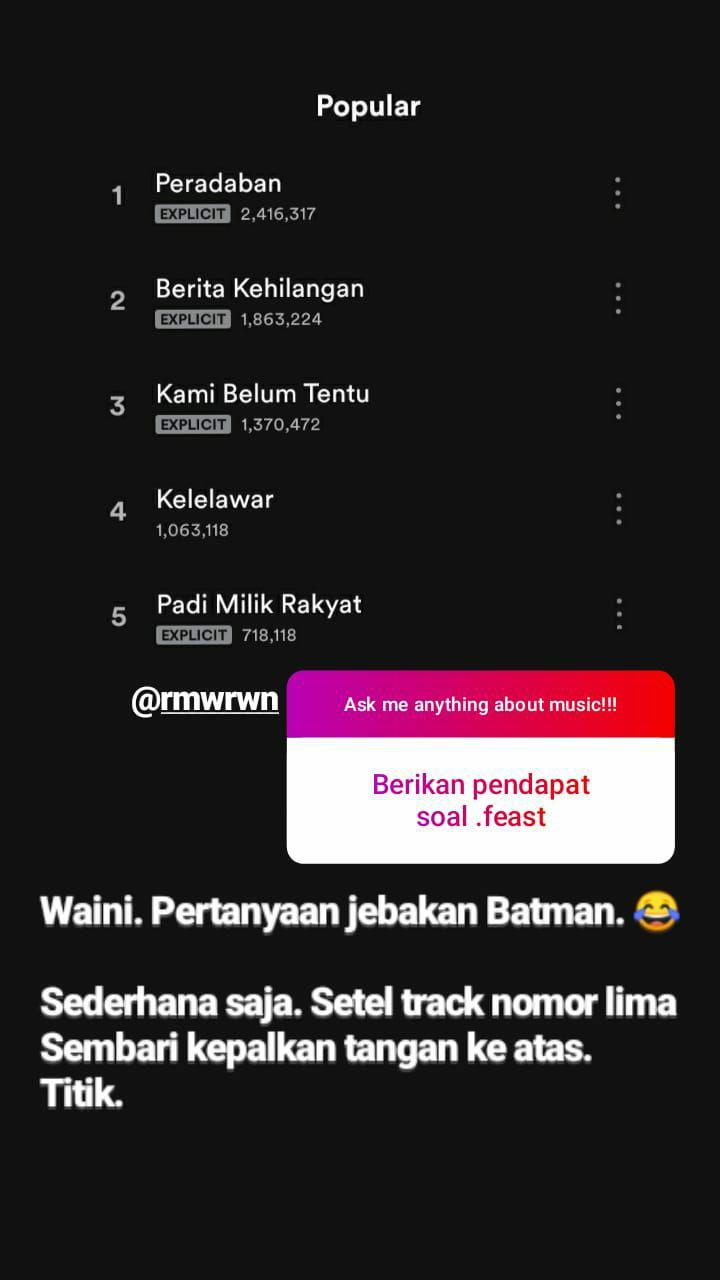 Popular
1 Peradaban
EXPLICIT 2,416,317
2 Berita Kehilangan
EXPLICIT 1,863,224
3 Kami Belum Tentu
EXPLICIT 1,370,472
4 Kelelawar
1,063,118
5 Padi Milik Rakyat
EXPLICIT 718,118
@rmwrwn
Ask me anything about music!!!
Berikan pendapat
soal .feast
Waini. Pertanyaan jebakan Batman. 😂
Sederhana saja. Setel track nomor lima
Sembari kepalkan tangan ke atas.
Titik.